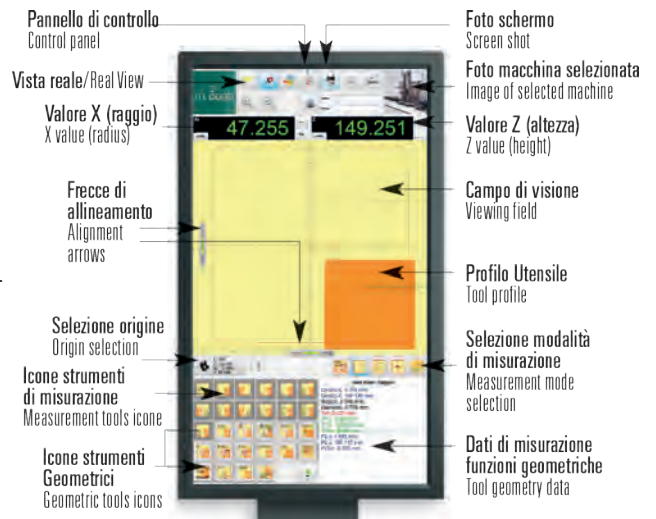 Pannello di controllo
Control panel
Vista reale/Real View
Valore X (raggio)
X value (radius)
Frecce di
allineamento
Alignment
arrows
Selezione origine
Origin selection
Icone strumenti
di misurazione
Measurement tools icone
Icone strumenti
Geometrici
Geometric tools icons
47.255
149.251
Foto schermo
Screen shot
Foto macchina selezionata
Image of selected machine
Valore Z (altezza)
Z value (height)
Campo di visione
Viewing field
Profilo Utensile
Tool profile
Selezione modalità
di misurazione
Measurement mode
selection
Dati di misurazione
funzioni geometriche
Tool geometry data